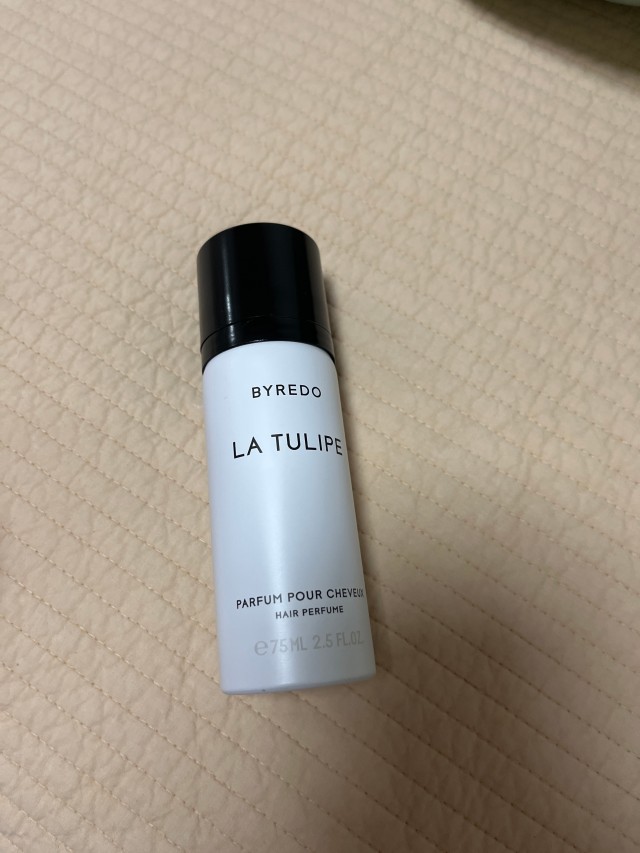 BYREDO
LA TULIPE
PARFUM POUR CHEVEUX
HAIR PERFUME
℮75ML 2.5 FL.OZ.